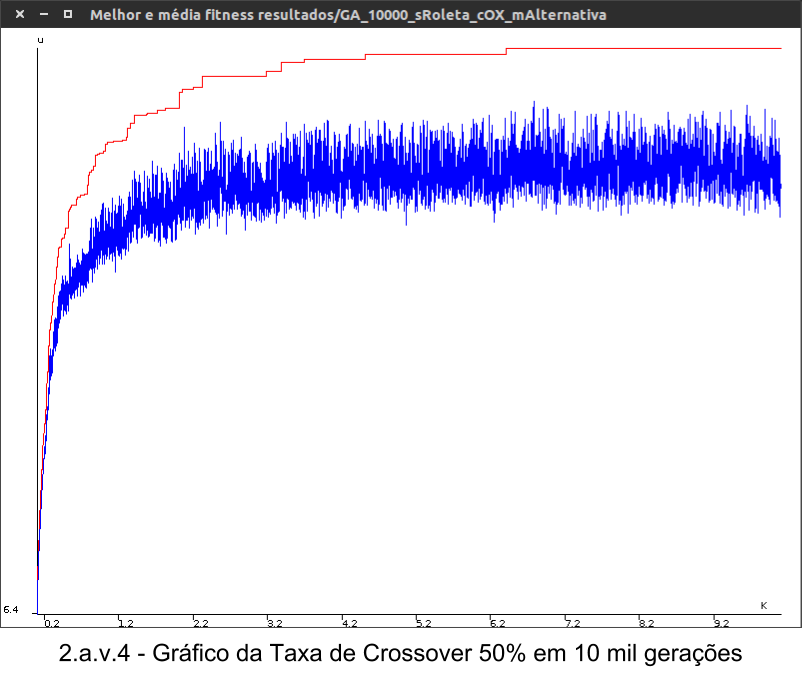 Melhor e média fitness resultados/GA_10000_sRoleta_cOX_mAlternativa
u
6.4
K
0.2 1.2 2.2 3.2 4.2 5.2 6.2 7.2 8.2 9.2
2.a.v.4 - Gráfico da Taxa de Crossover 50% em 10 mil gerações